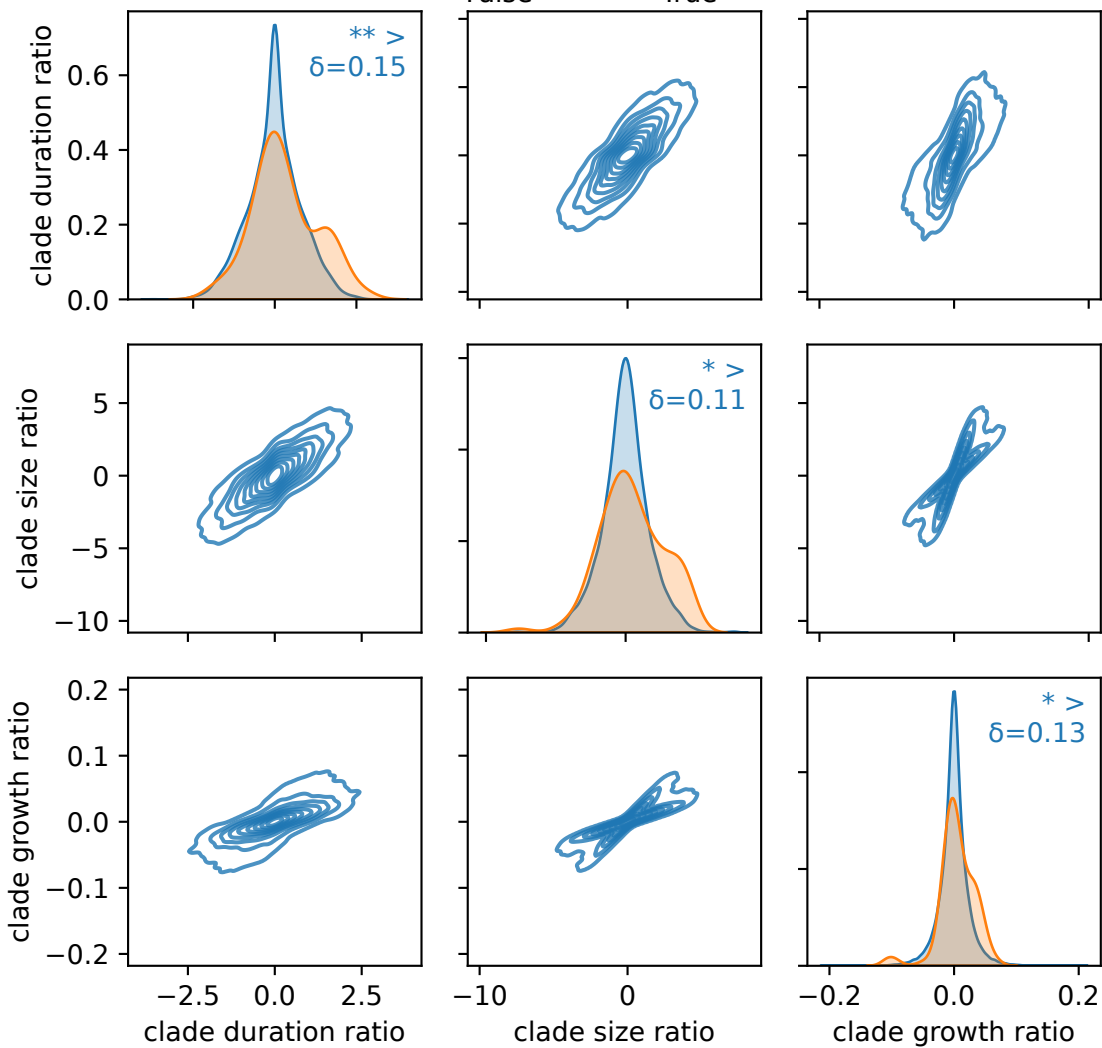 clade duration ratio
0.6
0.4
0.2
0.0
** >
δ=0.15
clade size ratio
5
0
−5
−10
* >
δ=0.11
clade growth ratio
0.2
0.1
0.0
−0.1
−0.2
* >
δ=0.13
−2.5 0.0 2.5
−10 0
−0.2 0.0 0.2
clade duration ratio
clade size ratio
clade growth ratio